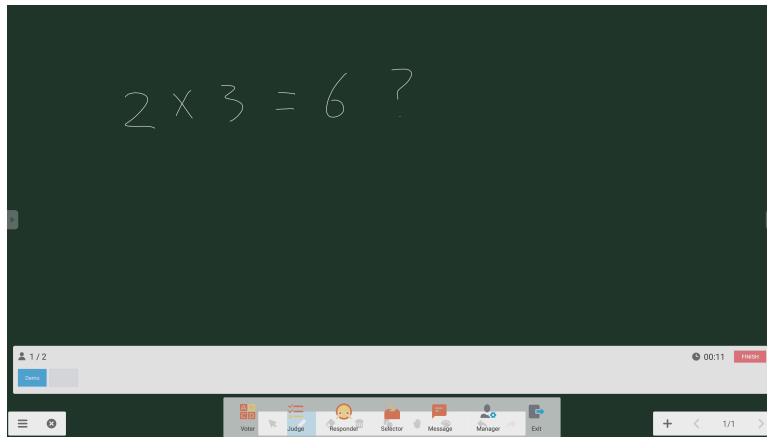 2 × 3 = 6 ?
1 / 2
00:11
FINISH
Demo
Voter
Judge
Responder
Selector
Message
Manager
Exit
1/1